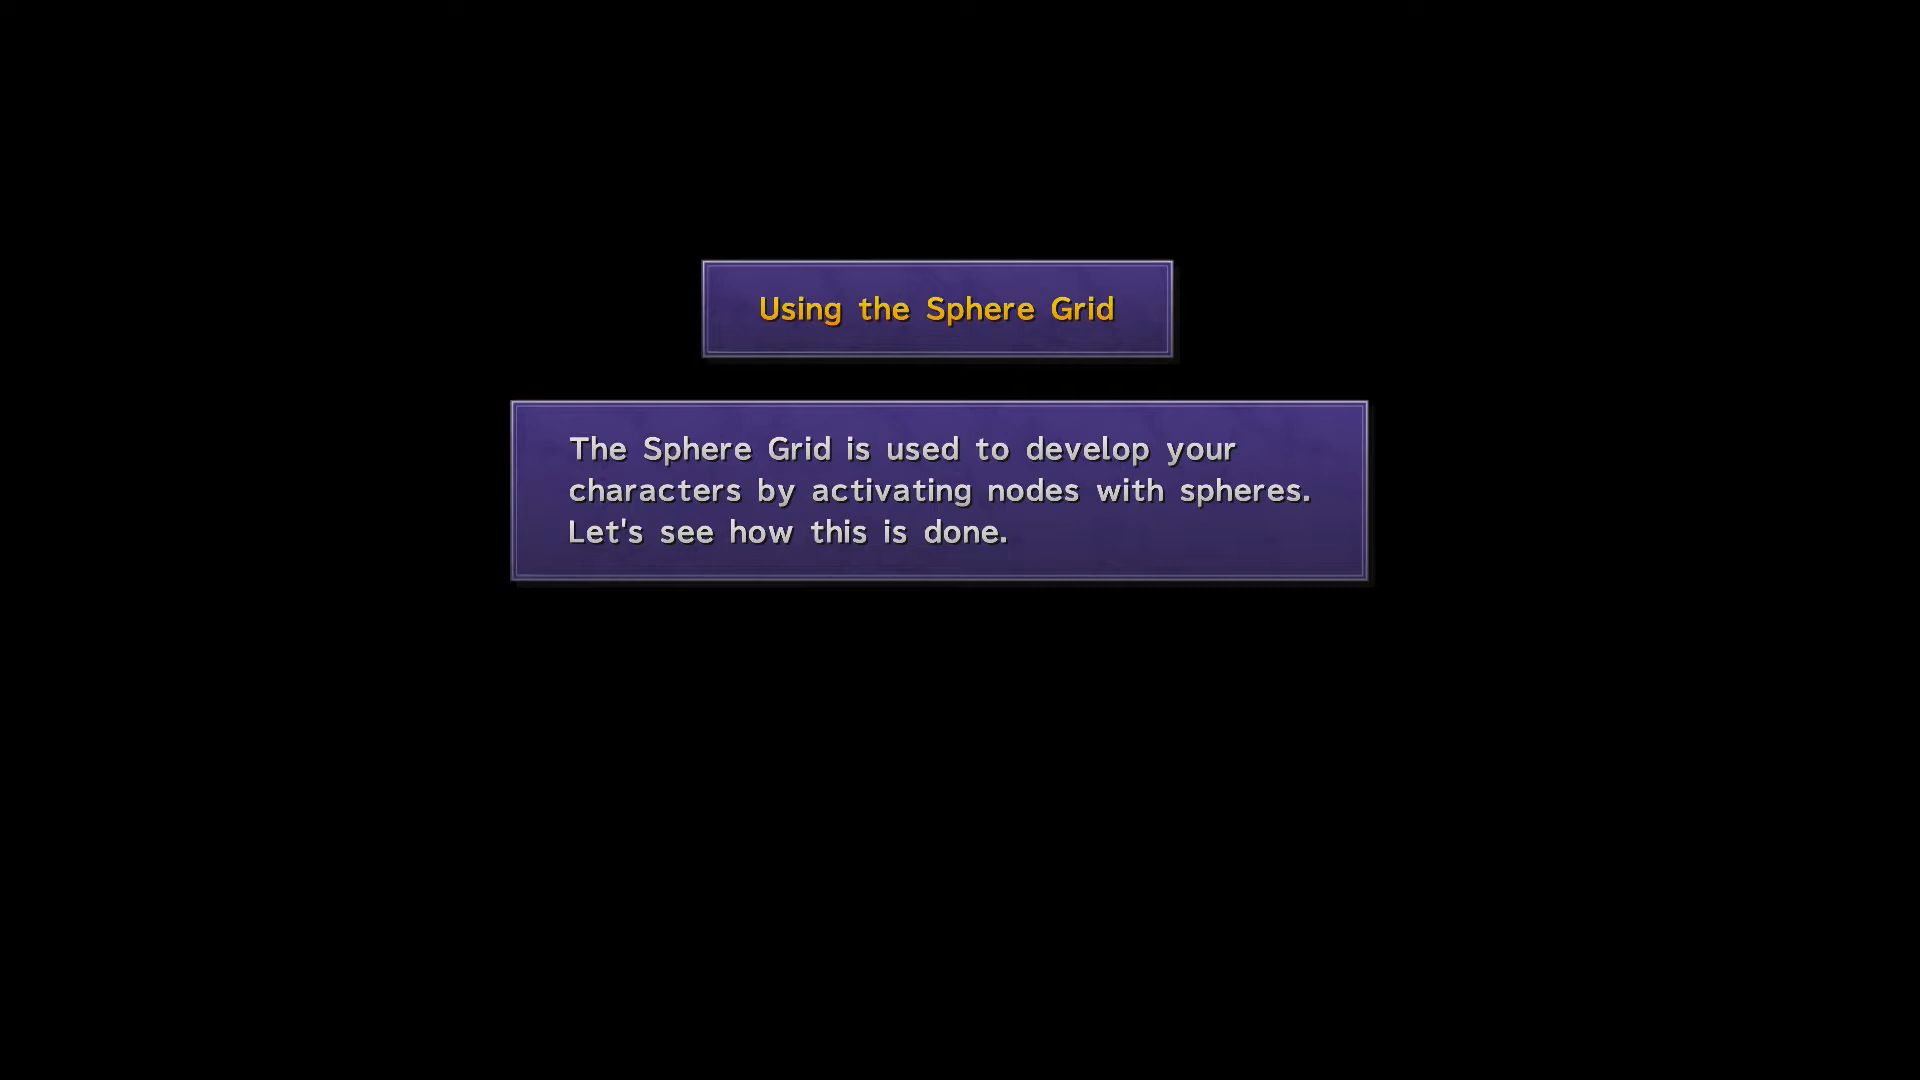 Using the Sphere Grid
The Sphere Grid is used to develop your
characters by activating nodes with spheres.
Let's see how this is done.